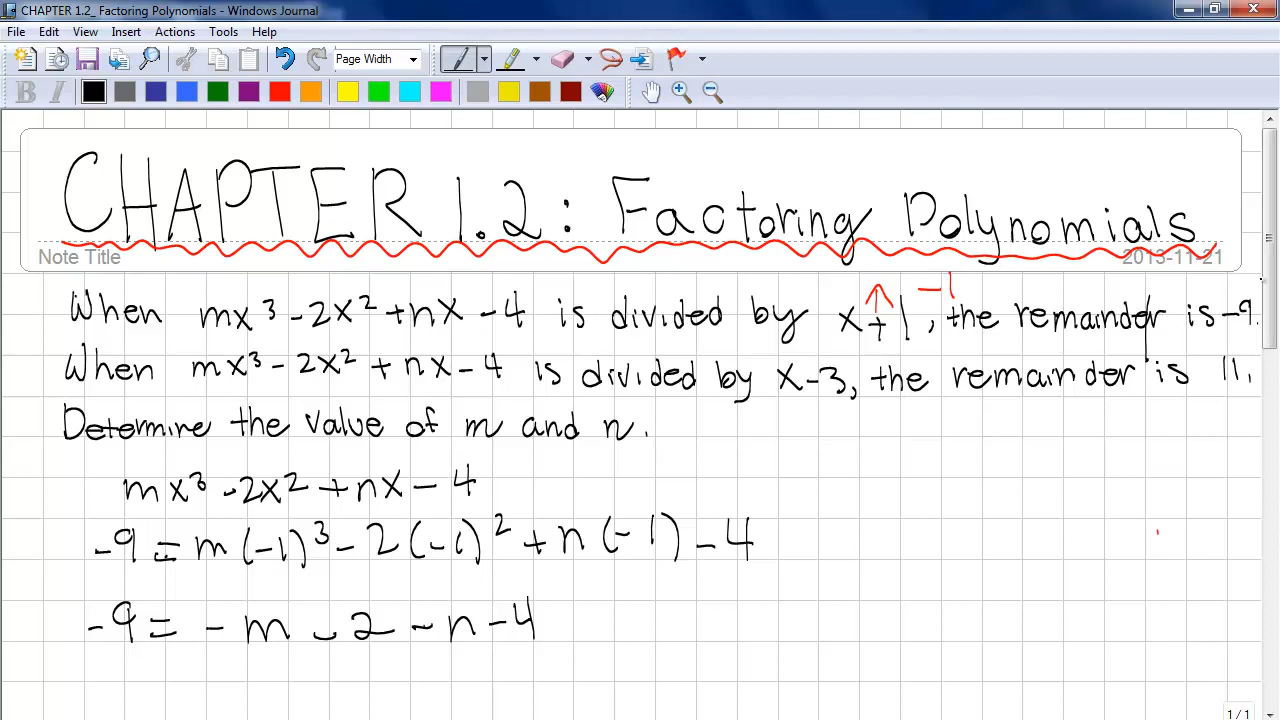 CHAPTER 1.2_ Factoring Polynomials - Windows Journal
File Edit View Insert Actions Tools Help
Page Width
B I
CHAPTER 1.2: Factoring Polynomials
Note Title 2013-11-21
-1
When mx³ - 2x² + nx - 4 is divided by x + 1, the remainder is -9.
When mx³ - 2x² + nx - 4 is divided by x - 3, the remainder is 11.
Determine the value of m and n.
mx³ - 2x² + nx - 4
-9 = m(-1)³ - 2(-1)² + n(-1) - 4
-9 = -m - 2 - n - 4
1/1